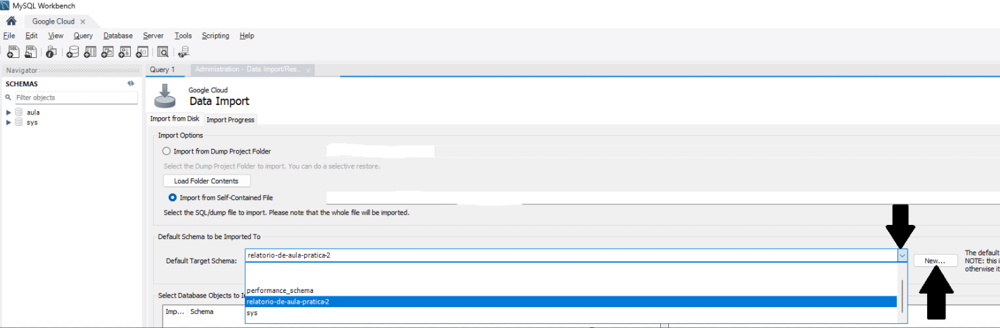 MySQL Workbench
Google Cloud
File Edit View Query Database Server Tools Scripting Help
Navigator
SCHEMAS
Filter objects
aula
sys
Query 1
Administration - Data Import/Res...
Google Cloud
Data Import
Import from Disk
Import Progress
Import Options
Import from Dump Project Folder
Select the Dump Project Folder to import. You can do a selective restore.
Load Folder Contents
Import from Self-Contained File
Select the SQL/dump file to import. Please note that the whole file will be imported.
Default Schema to be Imported To
Default Target Schema:
relatorio-de-aula-pratica-2
New...
The default
NOTE: this i
otherwise it
performance_schema
relatorio-de-aula-pratica-2
sys
Select Database Objects to I
Imp... Schema